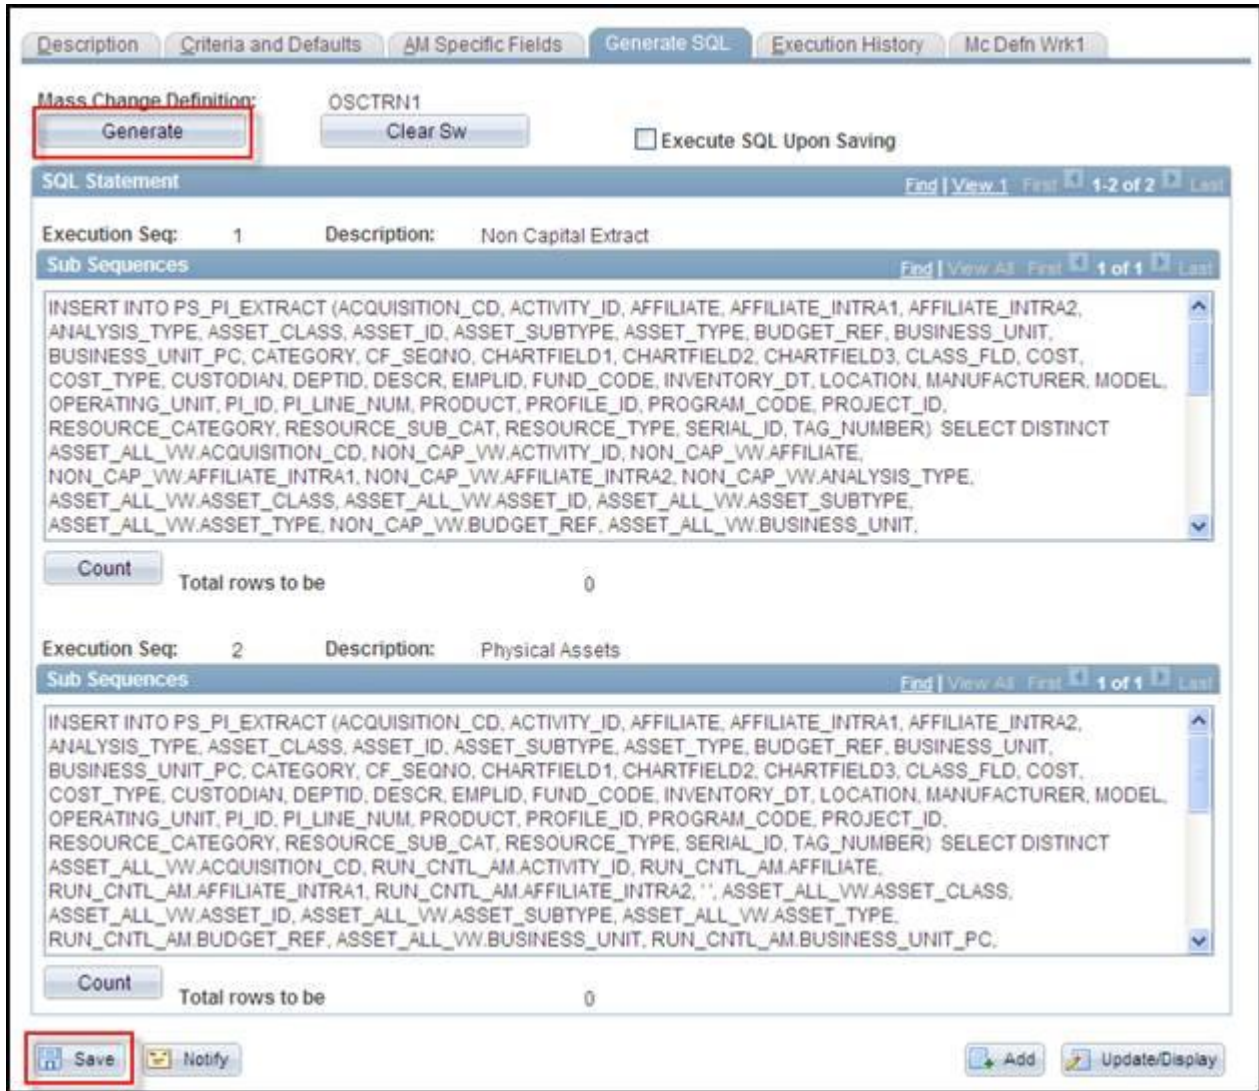 Description Criteria and Defaults AM Specific Fields Generate SQL Execution History Mc Defn Wrk1
Mass Change Definition: OSCTRN1
Generate Clear Sw Execute SQL Upon Saving
SQL Statement Find | View 1 First 1-2 of 2 Last
Execution Seq: 1 Description: Non Capital Extract
Sub Sequences Find | View All First 1 of 1 Last
INSERT INTO PS_PI_EXTRACT (ACQUISITION_CD, ACTIVITY_ID, AFFILIATE, AFFILIATE_INTRA1, AFFILIATE_INTRA2,
ANALYSIS_TYPE, ASSET_CLASS, ASSET_ID, ASSET_SUBTYPE, ASSET_TYPE, BUDGET_REF, BUSINESS_UNIT,
BUSINESS_UNIT_PC, CATEGORY, CF_SEQNO, CHARTFIELD1, CHARTFIELD2, CHARTFIELD3, CLASS_FLD, COST,
COST_TYPE, CUSTODIAN, DEPTID, DESCR, EMPLID, FUND_CODE, INVENTORY_DT, LOCATION, MANUFACTURER, MODEL,
OPERATING_UNIT, PI_ID, PI_LINE_NUM, PRODUCT, PROFILE_ID, PROGRAM_CODE, PROJECT_ID,
RESOURCE_CATEGORY, RESOURCE_SUB_CAT, RESOURCE_TYPE, SERIAL_ID, TAG_NUMBER) SELECT DISTINCT
ASSET_ALL_VW.ACQUISITION_CD, NON_CAP_VW.ACTIVITY_ID, NON_CAP_VW.AFFILIATE,
NON_CAP_VW.AFFILIATE_INTRA1, NON_CAP_VW.AFFILIATE_INTRA2, NON_CAP_VW.ANALYSIS_TYPE,
ASSET_ALL_VW.ASSET_CLASS, ASSET_ALL_VW.ASSET_ID, ASSET_ALL_VW.ASSET_SUBTYPE,
ASSET_ALL_VW.ASSET_TYPE, NON_CAP_VW.BUDGET_REF, ASSET_ALL_VW.BUSINESS_UNIT,
Count Total rows to be 0
Execution Seq: 2 Description: Physical Assets
Sub Sequences Find | View All First 1 of 1 Last
INSERT INTO PS_PI_EXTRACT (ACQUISITION_CD, ACTIVITY_ID, AFFILIATE, AFFILIATE_INTRA1, AFFILIATE_INTRA2,
ANALYSIS_TYPE, ASSET_CLASS, ASSET_ID, ASSET_SUBTYPE, ASSET_TYPE, BUDGET_REF, BUSINESS_UNIT,
BUSINESS_UNIT_PC, CATEGORY, CF_SEQNO, CHARTFIELD1, CHARTFIELD2, CHARTFIELD3, CLASS_FLD, COST,
COST_TYPE, CUSTODIAN, DEPTID, DESCR, EMPLID, FUND_CODE, INVENTORY_DT, LOCATION, MANUFACTURER, MODEL,
OPERATING_UNIT, PI_ID, PI_LINE_NUM, PRODUCT, PROFILE_ID, PROGRAM_CODE, PROJECT_ID,
RESOURCE_CATEGORY, RESOURCE_SUB_CAT, RESOURCE_TYPE, SERIAL_ID, TAG_NUMBER) SELECT DISTINCT
ASSET_ALL_VW.ACQUISITION_CD, RUN_CNTL_AM.ACTIVITY_ID, RUN_CNTL_AM.AFFILIATE,
RUN_CNTL_AM.AFFILIATE_INTRA1, RUN_CNTL_AM.AFFILIATE_INTRA2, ' ', ASSET_ALL_VW.ASSET_CLASS,
ASSET_ALL_VW.ASSET_ID, ASSET_ALL_VW.ASSET_SUBTYPE, ASSET_ALL_VW.ASSET_TYPE,
RUN_CNTL_AM.BUDGET_REF, ASSET_ALL_VW.BUSINESS_UNIT, RUN_CNTL_AM.BUSINESS_UNIT_PC,
Count Total rows to be 0
Save Notify Add Update/Display